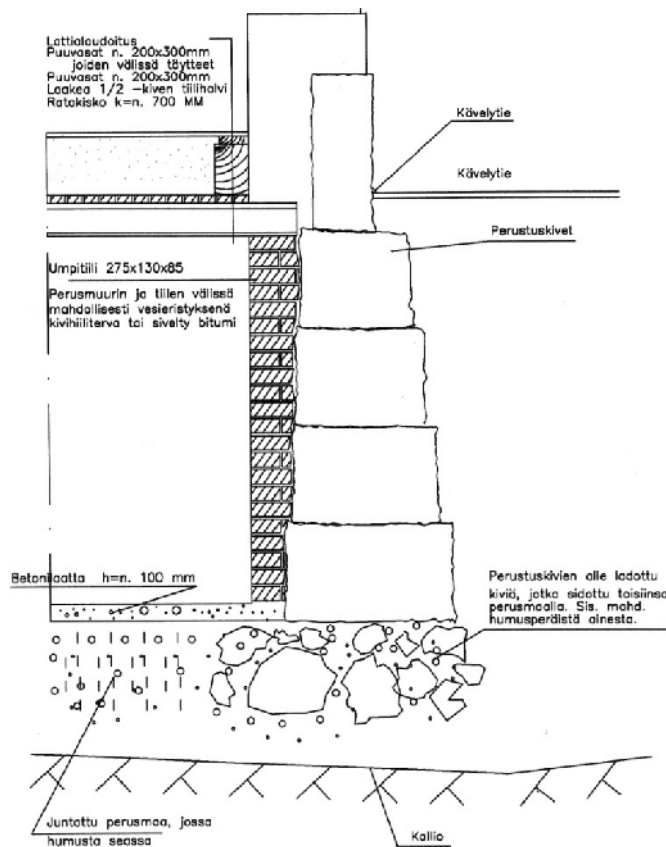 Lattialaudoitus
Puuvasat n. 200x300mm
joiden välissä täytteet
Puuvasat n. 200x300mm
Laakea 1/2 -kiven tiiliholvi
Ratakisko k=n. 700 MM
Kävelytie
Kävelytie
Perustuskivet
Umpitiili 275x130x85
Perusmuurin ja tiilen välissä
mahdollisesti vesieristyksenä
kivihiiliterva tai sivelty bitumi
Betonilaatta h=n. 100 mm
Perustuskivien alle ladottu
kiviä, jotka sidottu toisiinsa
perusmaalla. Sis. mahd.
humusperäistä ainesta.
Juntattu perusmaa, jossa
humusta seassa
Kallio